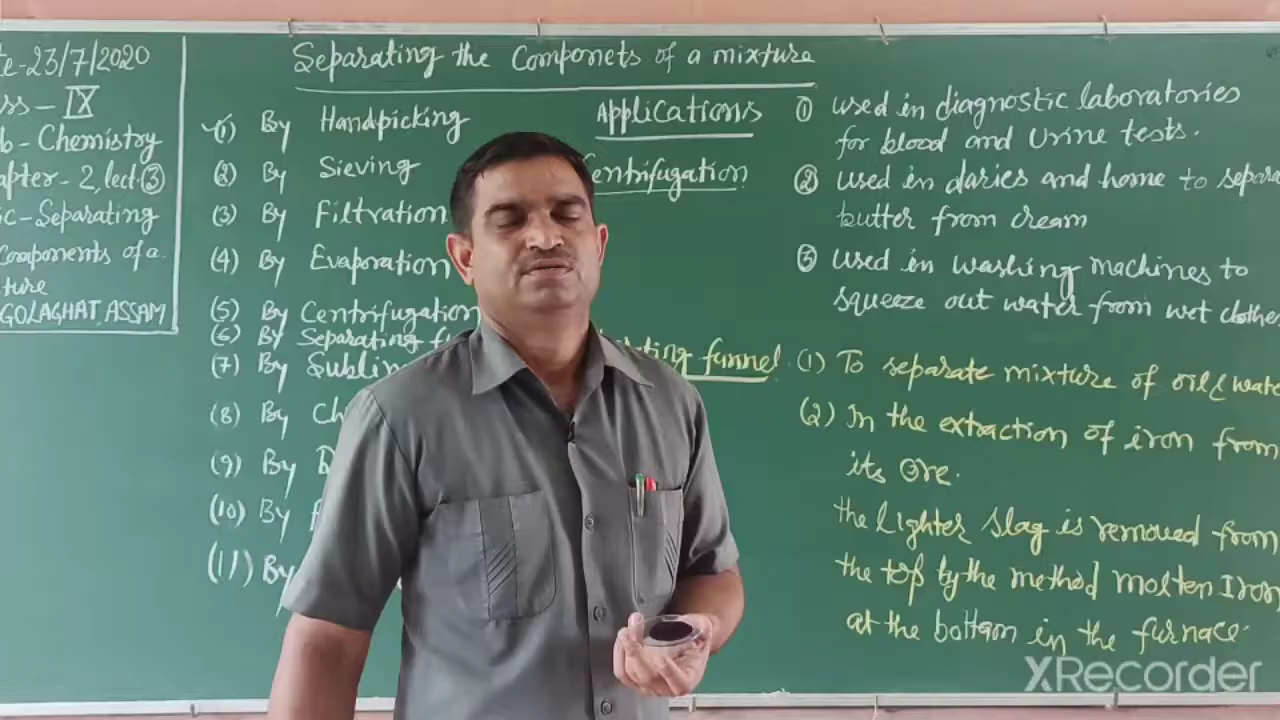 te-23/7/2020
ss - IX
b - Chemistry
apter - 2, lect. 3
ic - Separating
Components of a
ture
GOLAGHAT, ASSAM
Separating the Componets of a mixture
(1) By Handpicking
(2) By Sieving
(3) By Filtration
(4) By Evaporation
(5) By Centrifugation
(6) By Separating f
(7) By Sublim
(8) By Ch
(9) By D
(10) By
(11) By
Applications
Centrifugation
① used in diagnostic laboratories
for blood and Urine tests.
② used in daries and home to separa
butter from cream
③ used in washing machines to
squeeze out water from wet clothe
rating funnel
(1) To separate mixture of oil & wate
(2) In the extraction of iron from
its Ore.
the lighter slag is removed from
the top by the method molten Iron
at the bottom in the furnace.
XRecorder